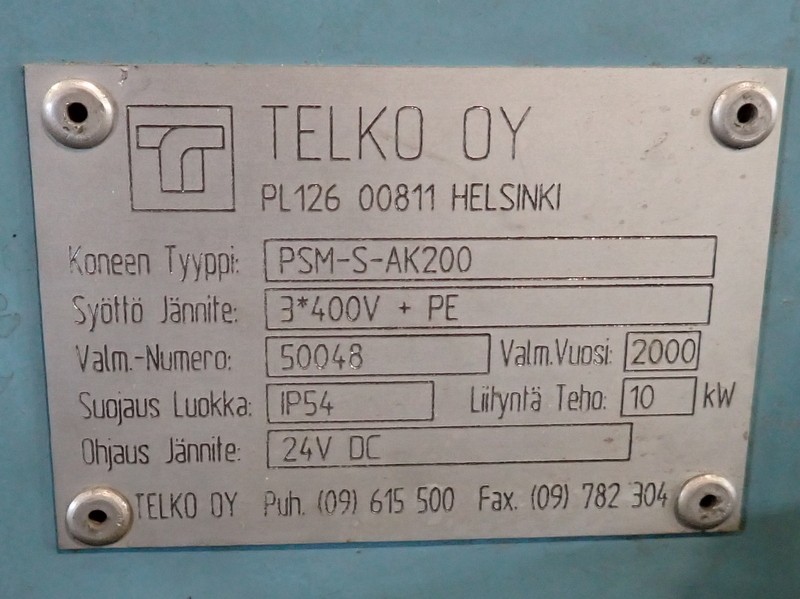 TELKO OY
PL126 00811 HELSINKI
Koneen Tyyppi: PSM-S-AK200
Syöttö Jännite: 3*400V + PE
Valm.-Numero: 50048 Valm.Vuosi: 2000
Suojaus Luokka: IP54 Liityntä Teho: 10 kW
Ohjaus Jännite: 24V DC
TELKO OY Puh. (09) 615 500 Fax. (09) 782 304